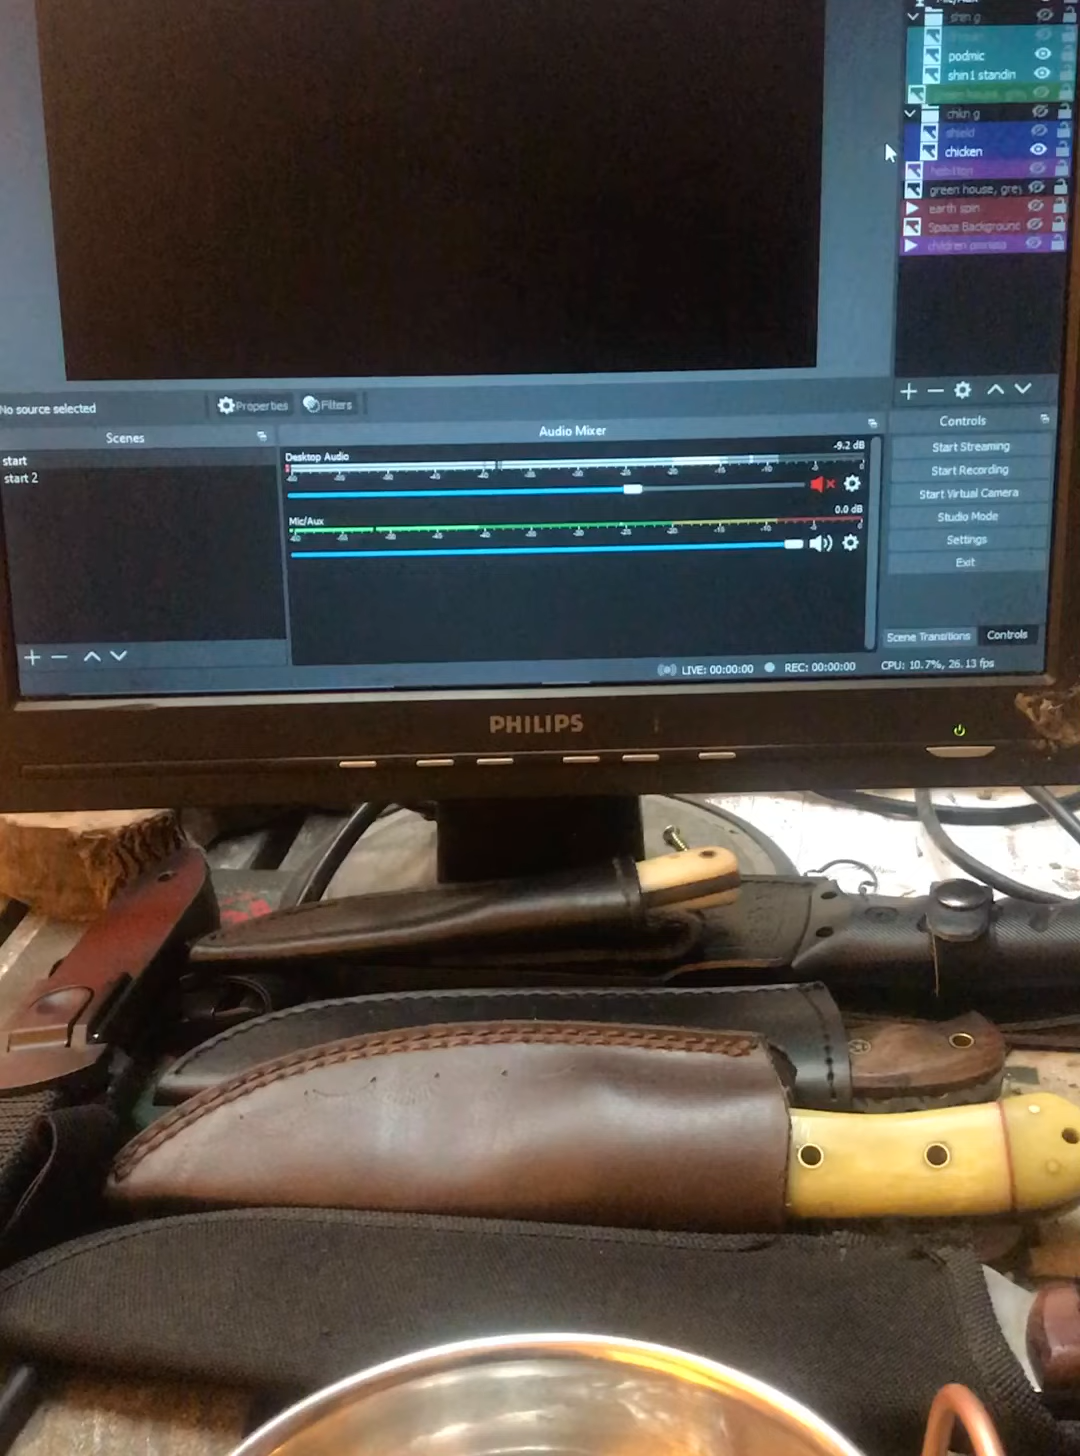 shin g
podmic
shin1 standin
chkn g
shield
chicken
green house, grey
earth spin
Space Background
No source selected
Properties
Filters
Scenes
Audio Mixer
Controls
start
start 2
Desktop Audio
-9.2 dB
Mic/Aux
0.0 dB
Start Streaming
Start Recording
Start Virtual Camera
Studio Mode
Settings
Exit
Scene Transitions
Controls
LIVE: 00:00:00
REC: 00:00:00
CPU: 10.7%, 26.13 fps
PHILIPS